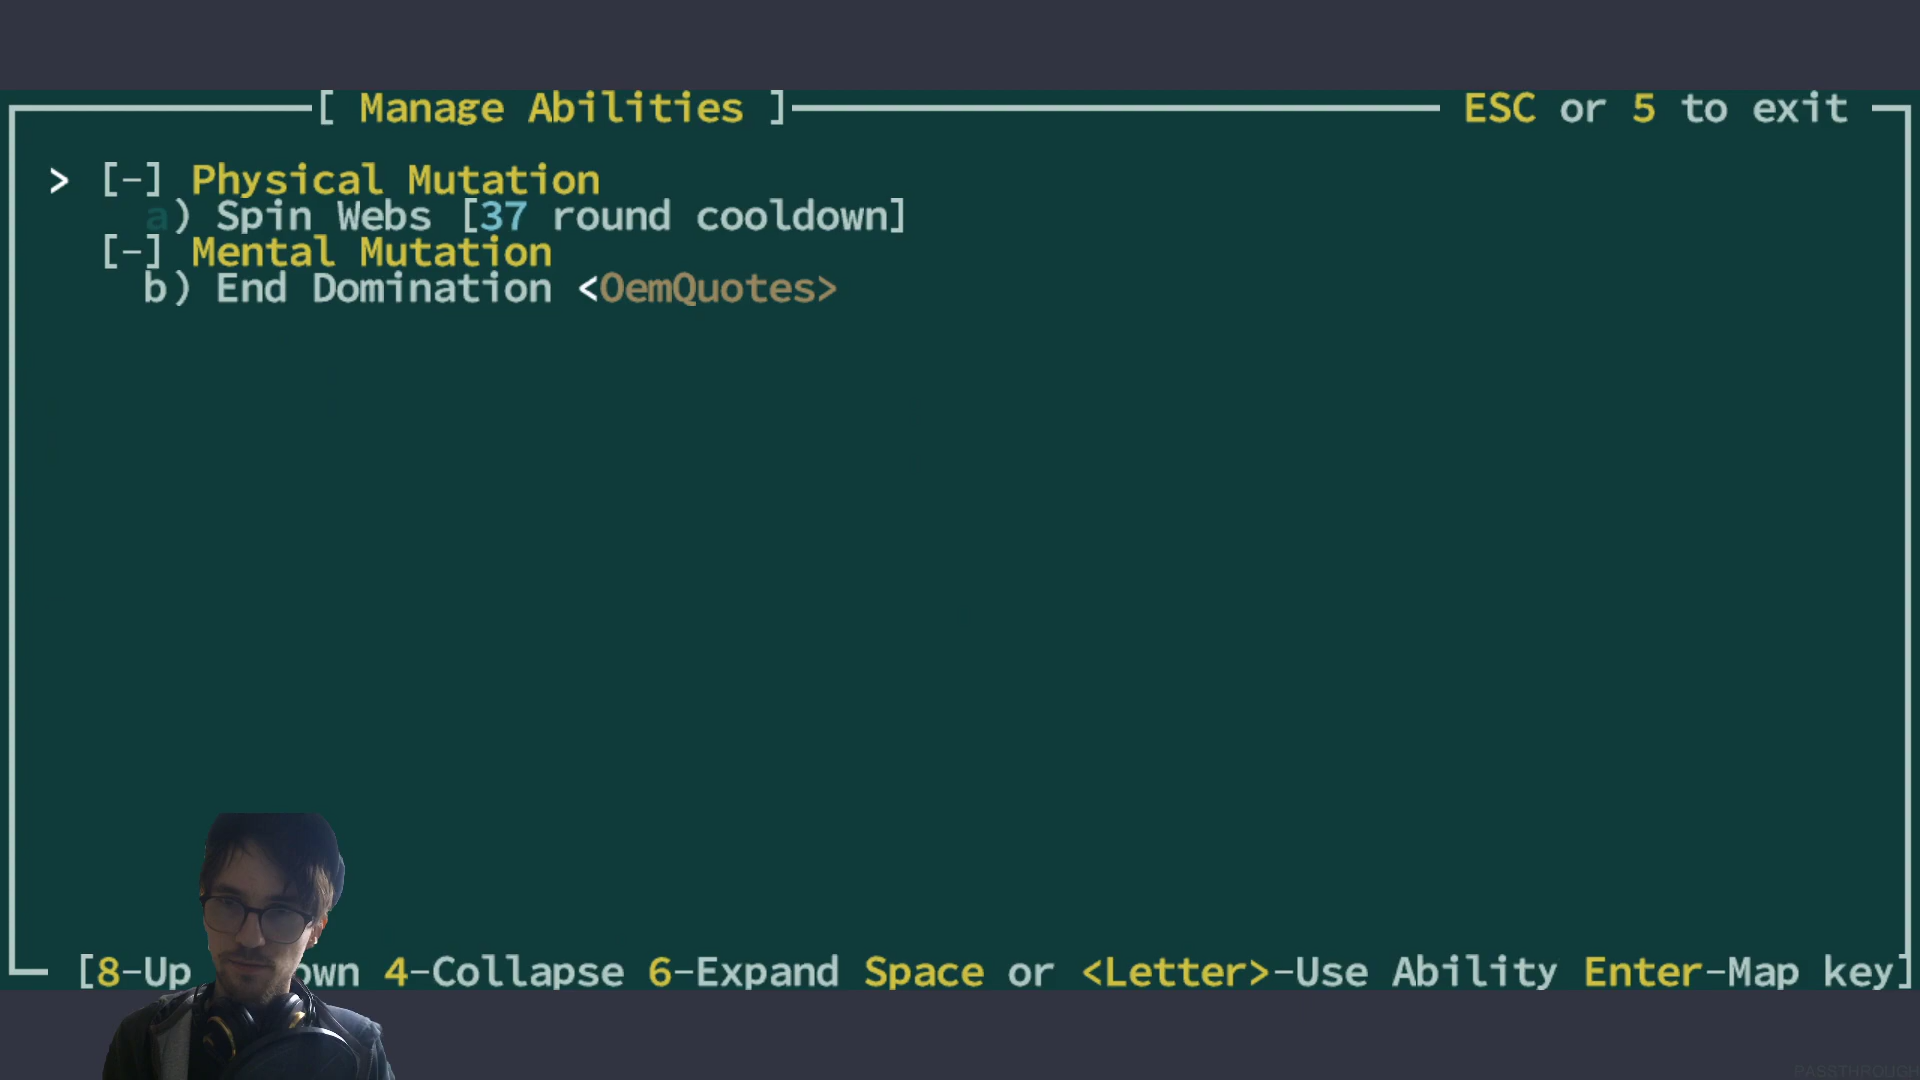 [ Manage Abilities ] ESC or 5 to exit
> [-] Physical Mutation
a) Spin Webs [37 round cooldown]
[-] Mental Mutation
b) End Domination <OemQuotes>
[8-Up own 4-Collapse 6-Expand Space or <Letter>-Use Ability Enter-Map key]
PASSTHROUGH